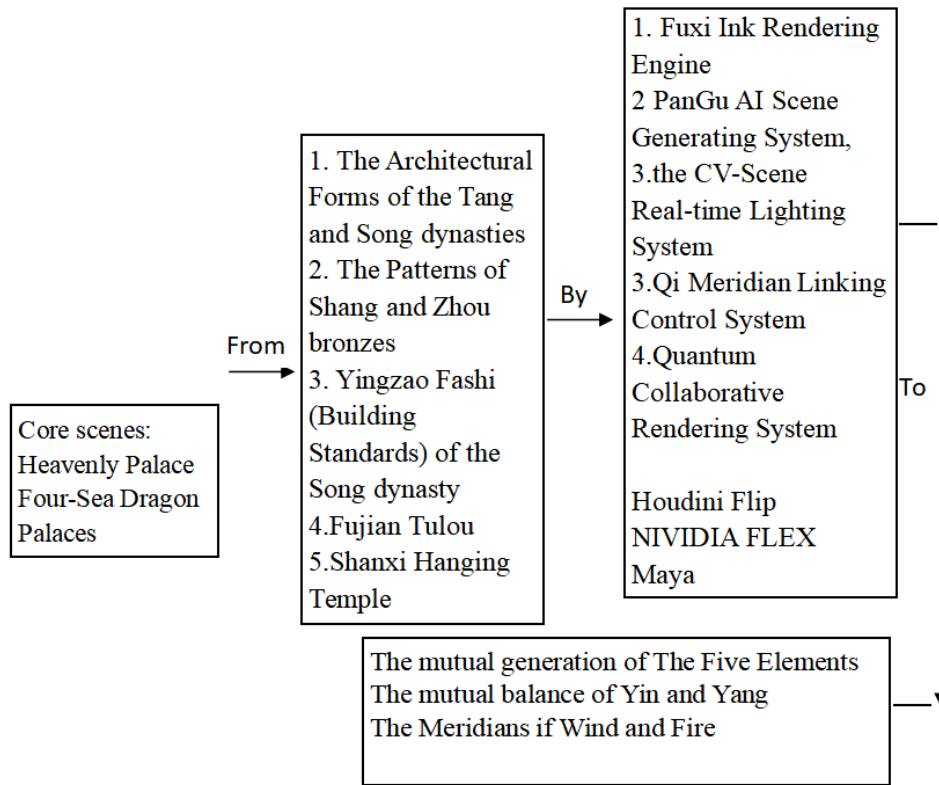 Core scenes:
Heavenly Palace
Four-Sea Dragon
Palaces
From
1. The Architectural
Forms of the Tang
and Song dynasties
2. The Patterns of
Shang and Zhou
bronzes
3. Yingzao Fashi
(Building
Standards) of the
Song dynasty
4.Fujian Tulou
5.Shanxi Hanging
Temple
By
1. Fuxi Ink Rendering
Engine
2 PanGu AI Scene
Generating System,
3.the CV-Scene
Real-time Lighting
System
3.Qi Meridian Linking
Control System
4.Quantum
Collaborative
Rendering System
Houdini Flip
NIVIDIA FLEX
Maya
To
The mutual generation of The Five Elements
The mutual balance of Yin and Yang
The Meridians if Wind and Fire